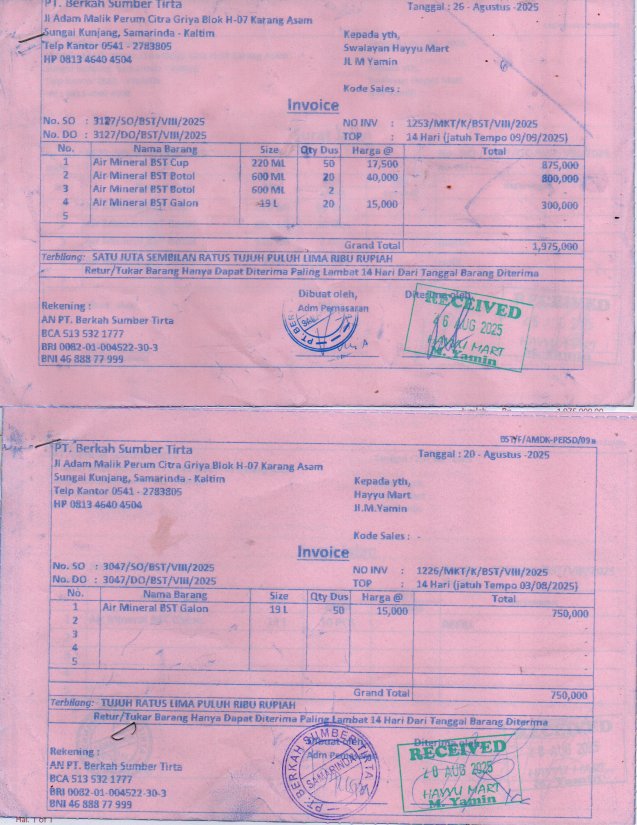 PT. Berkah Sumber Tirta Tanggal : 26 - Agustus -2025
Jl Adam Malik Perum Citra Griya Blok H-07 Karang Asam
Sungai Kunjang, Samarinda - Kaltim Kepada yth,
Telp Kantor 0541 - 2783805 Swalayan Hayyu Mart
HP 0813 4640 4504 JL M Yamin
Kode Sales :
Invoice
No. SO : 3127/SO/BST/VIII/2025 NO INV : 1253/MKT/K/BST/VIII/2025
No. DO : 3127/DO/BST/VIII/2025 TOP : 14 Hari (jatuh Tempo 09/09/2025)
No. Nama Barang Size Qty Dus Harga @ Total
1 Air Mineral BST Cup 220 ML 50 17,500 875,000
2 Air Mineral BST Botol 600 ML 20 40,000 800,000
3 Air Mineral BST Botol 600 ML 2 -
4 Air Mineral BST Galon 19 L 20 15,000 300,000
5
Grand Total 1,975,000
Terbilang: SATU JUTA SEMBILAN RATUS TUJUH PULUH LIMA RIBU RUPIAH
Retur/Tukar Barang Hanya Dapat Diterima Paling Lambat 14 Hari Dari Tanggal Barang Diterima
Dibuat oleh, Diterima oleh,
Rekening : Adm Pemasaran
AN PT. Berkah Sumber Tirta
BCA 513 532 1777
BRI 0082-01-004522-30-3
BNI 46 888 77 999
RECEIVED
26 AUG 2025
HAYYU MART
M. Yamin
BST/F/AMDK-PERSD/09a
PT. Berkah Sumber Tirta Tanggal : 20 - Agustus -2025
Jl Adam Malik Perum Citra Griya Blok H-07 Karang Asam
Sungai Kunjang, Samarinda - Kaltim Kepada yth,
Telp Kantor 0541 - 2783805 Hayyu Mart
HP 0813 4640 4504 Jl.M.Yamin
Kode Sales : -
Invoice
No. SO : 3047/SO/BST/VIII/2025 NO INV : 1226/MKT/K/BST/VIII/2025
No. DO : 3047/DO/BST/VIII/2025 TOP : 14 Hari (jatuh Tempo 03/08/2025)
No. Nama Barang Size Qty Dus Harga @ Total
1 Air Mineral BST Galon 19 L 50 15,000 750,000
2 -
3 -
4 -
5 -
Grand Total 750,000
Terbilang: TUJUH RATUS LIMA PULUH RIBU RUPIAH
Retur/Tukar Barang Hanya Dapat Diterima Paling Lambat 14 Hari Dari Tanggal Barang Diterima
Dibuat oleh, Diterima oleh,
Rekening : Adm
AN PT. Berkah Sumber Tirta
BCA 513 532 1777
BRI 0082-01-004522-30-3
BNI 46 888 77 999
PT. BERKAH SUMBER TIRTA
SAMARINDA
RECEIVED
20 AUG 2025
HAYYU MART
M. Yamin
Hal. 1 of 1